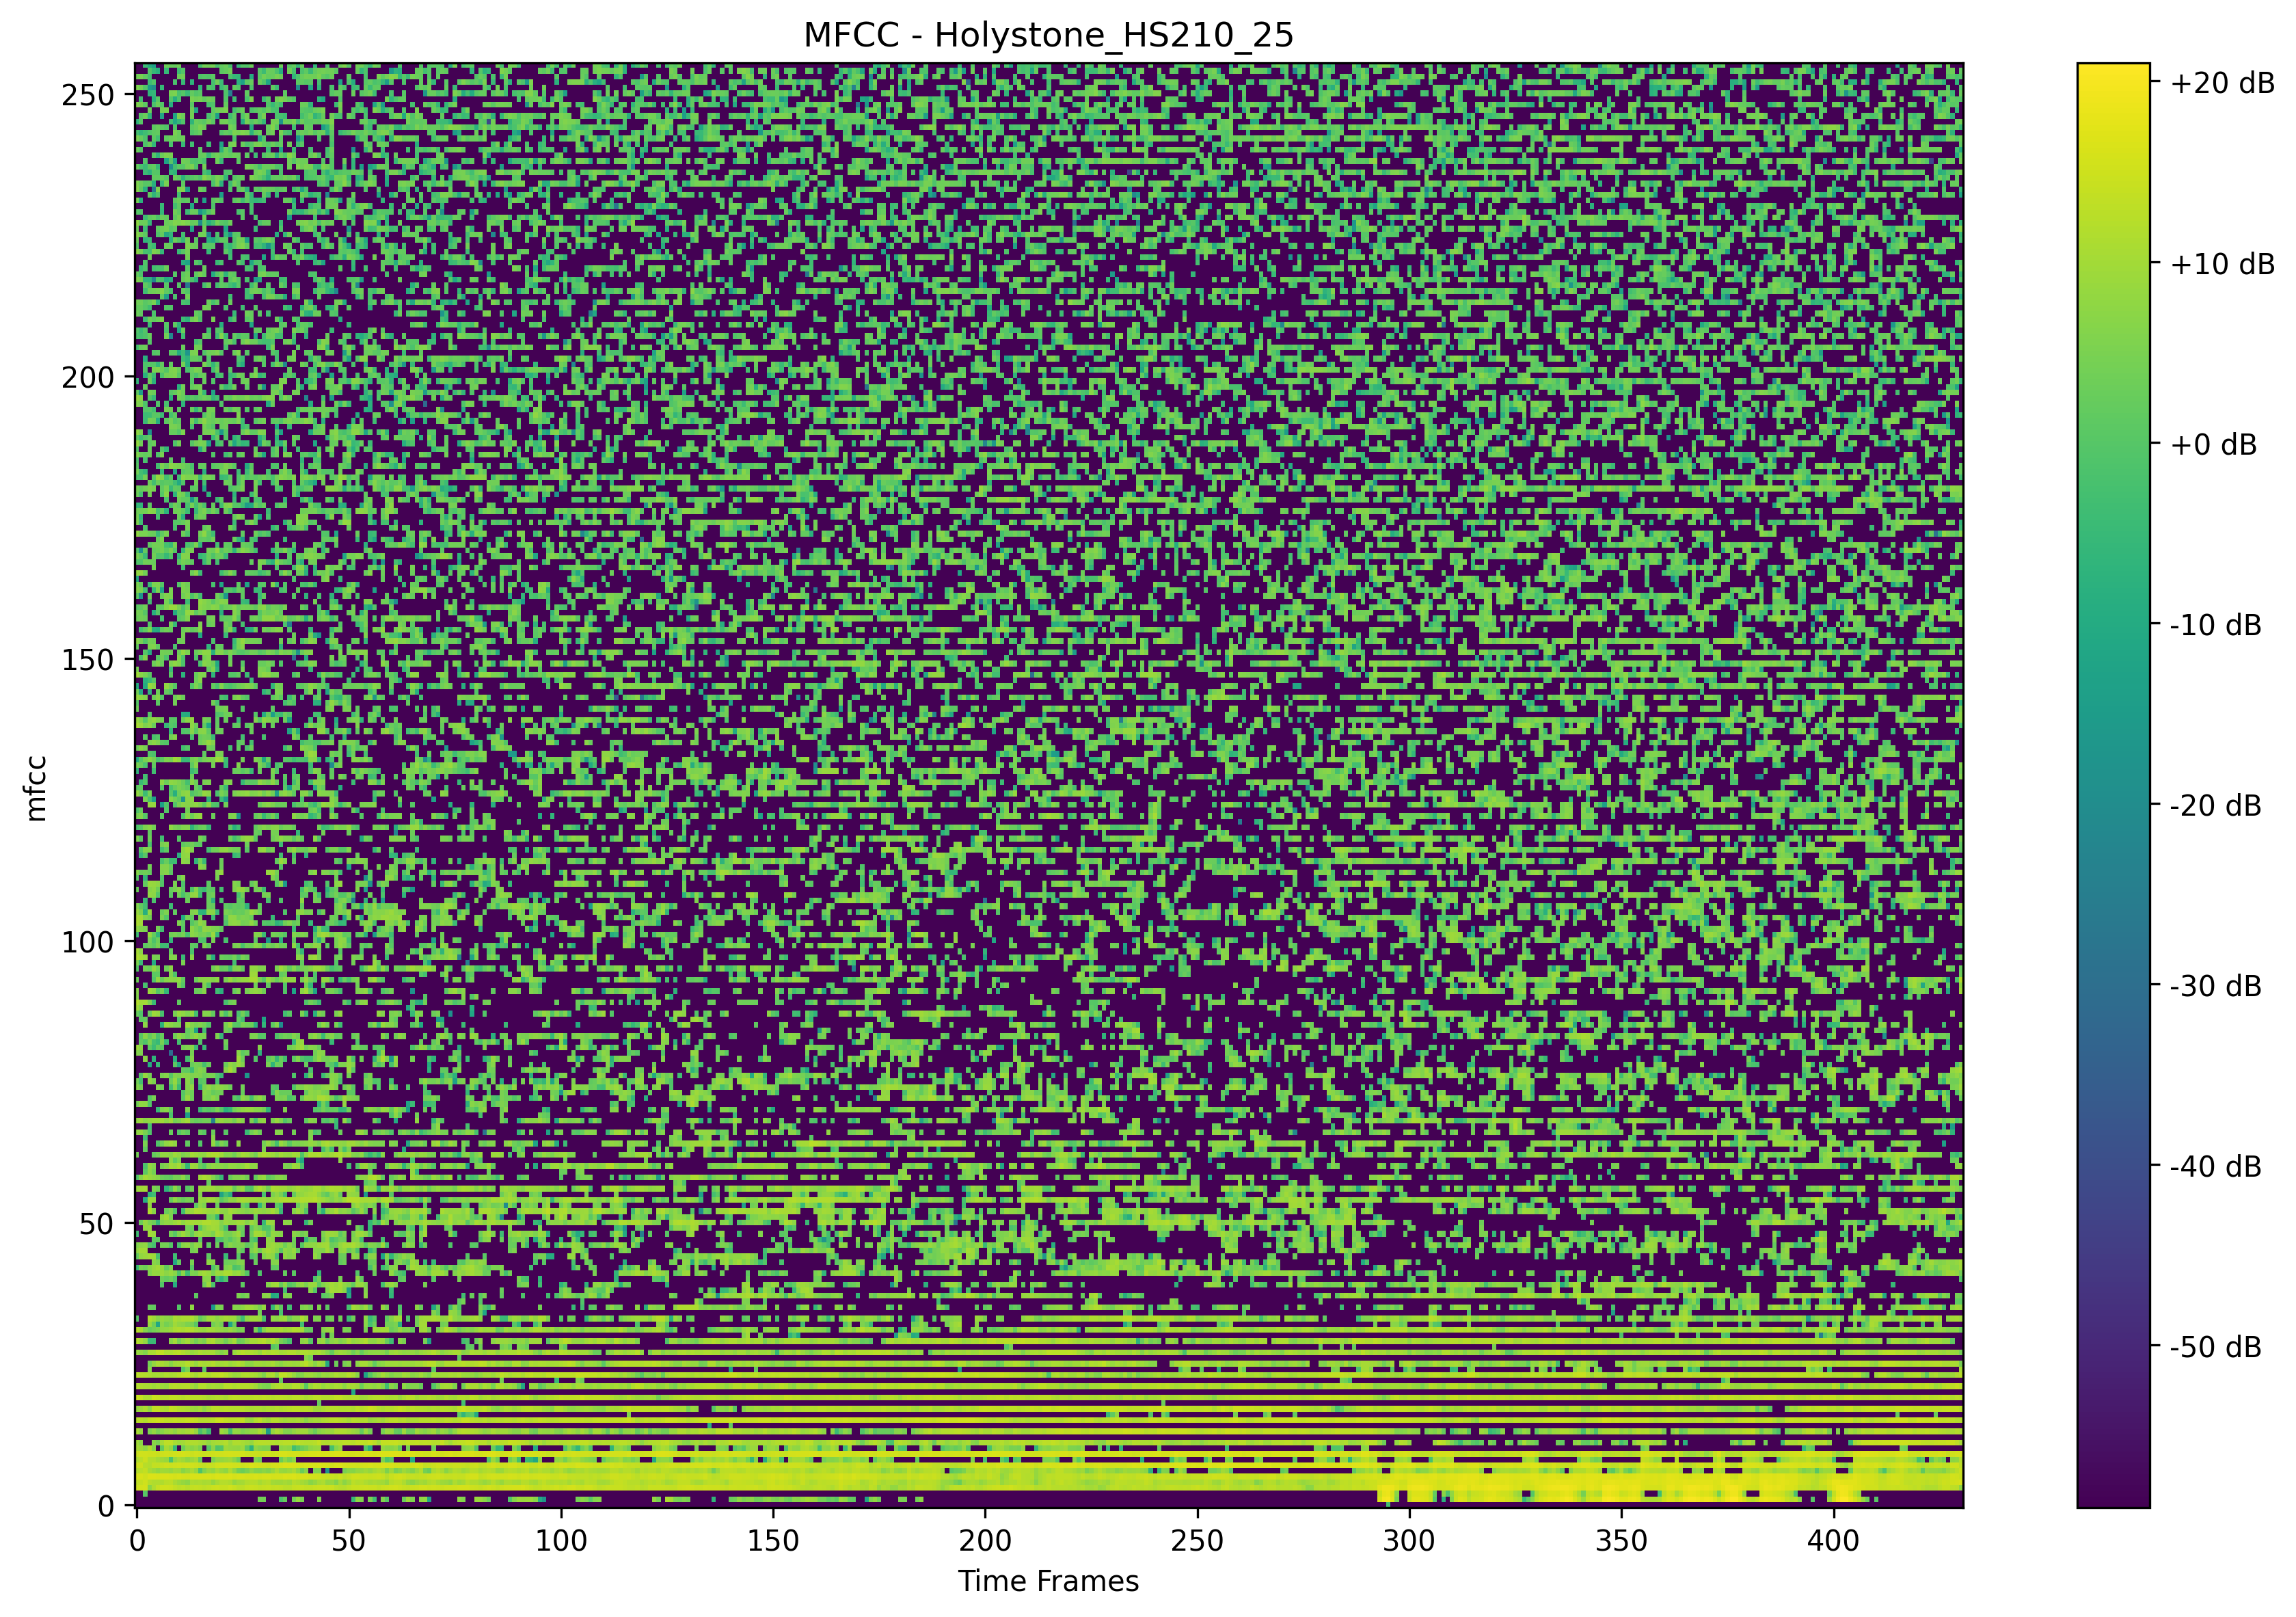 MFCC - Holystone_HS210_25
250
200
150
100
50
0
mfcc
0 50 100 150 200 250 300 350 400
Time Frames
+20 dB
+10 dB
+0 dB
-10 dB
-20 dB
-30 dB
-40 dB
-50 dB